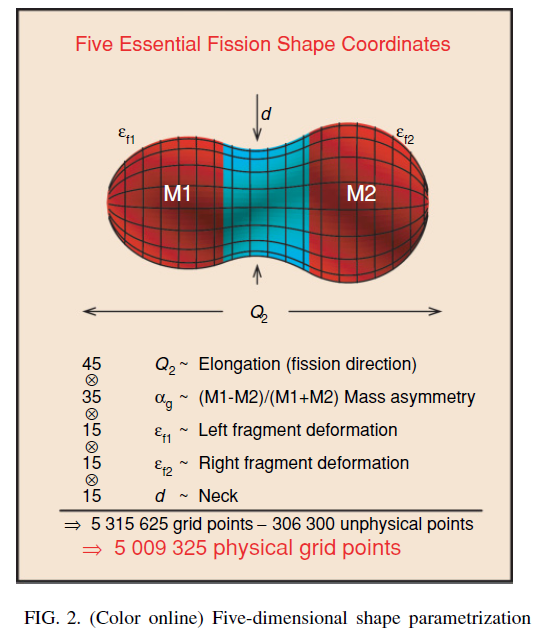 Five Essential Fission Shape Coordinates
d
εf1
εf2
M1
M2
Q2
45 Q2 ~ Elongation (fission direction)
⊗
35 αg ~ (M1-M2)/(M1+M2) Mass asymmetry
⊗
15 εf1 ~ Left fragment deformation
⊗
15 εf2 ~ Right fragment deformation
⊗
15 d ~ Neck
⇒ 5 315 625 grid points – 306 300 unphysical points
⇒ 5 009 325 physical grid points
FIG. 2. (Color online) Five-dimensional shape parametrization